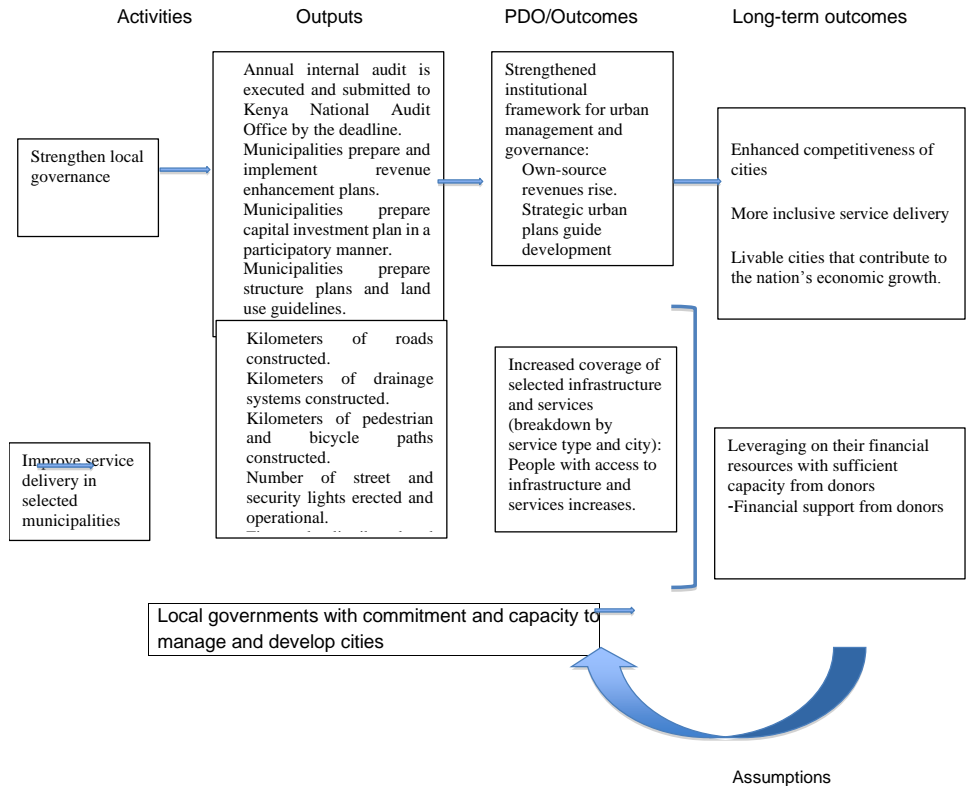 Activities
Outputs
PDO/Outcomes
Long-term outcomes
Strengthen local
governance
Annual internal audit is
executed and submitted to
Kenya National Audit
Office by the deadline.
Municipalities prepare and
implement revenue
enhancement plans.
Municipalities prepare
capital investment plan in a
participatory manner.
Municipalities prepare
structure plans and land
use guidelines.
Strengthened
institutional
framework for urban
management and
governance:
Own-source
revenues rise.
Strategic urban
plans guide
development
Enhanced competitiveness of
cities
More inclusive service delivery
Livable cities that contribute to
the nation’s economic growth.
Improve service
delivery in
selected
municipalities
Kilometers of roads
constructed.
Kilometers of drainage
systems constructed.
Kilometers of pedestrian
and bicycle paths
constructed.
Number of street and
security lights erected and
operational.
Increased coverage of
selected infrastructure
and services
(breakdown by
service type and city):
People with access to
infrastructure and
services increases.
Leveraging on their financial
resources with sufficient
capacity from donors
-Financial support from donors
Local governments with commitment and capacity to
manage and develop cities
Assumptions